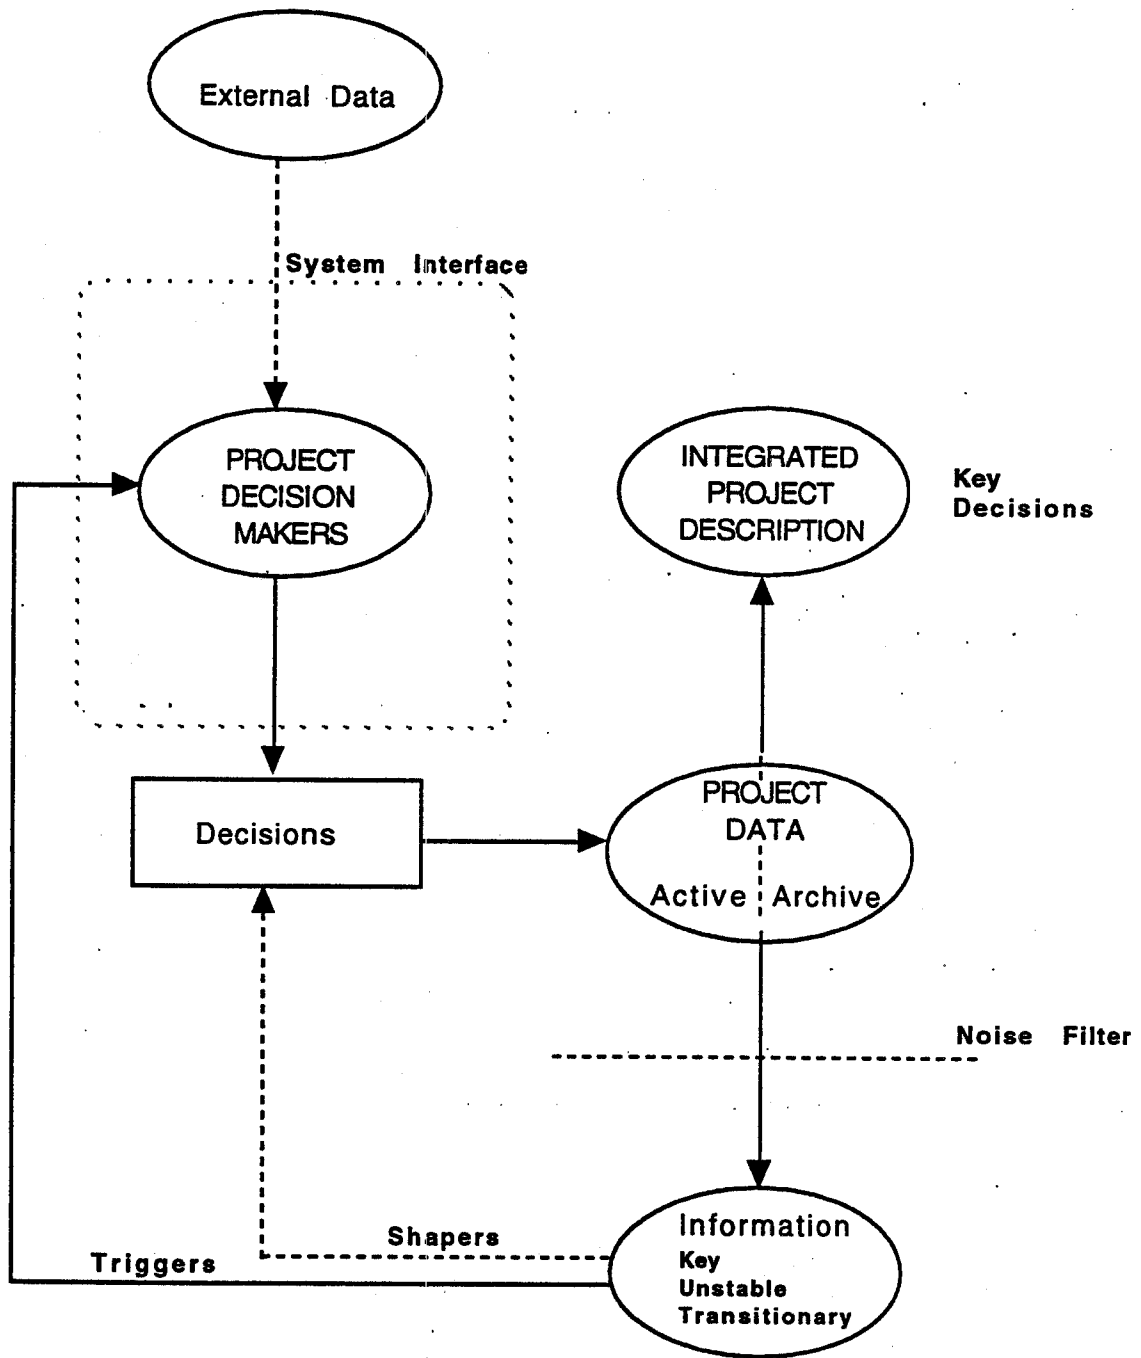 External Data
System Interface
PROJECT
DECISION
MAKERS
INTEGRATED
PROJECT
DESCRIPTION
Key
Decisions
Decisions
PROJECT
DATA
Active Archive
Noise Filter
Shapers
Triggers
Information
Key
Unstable
Transitionary